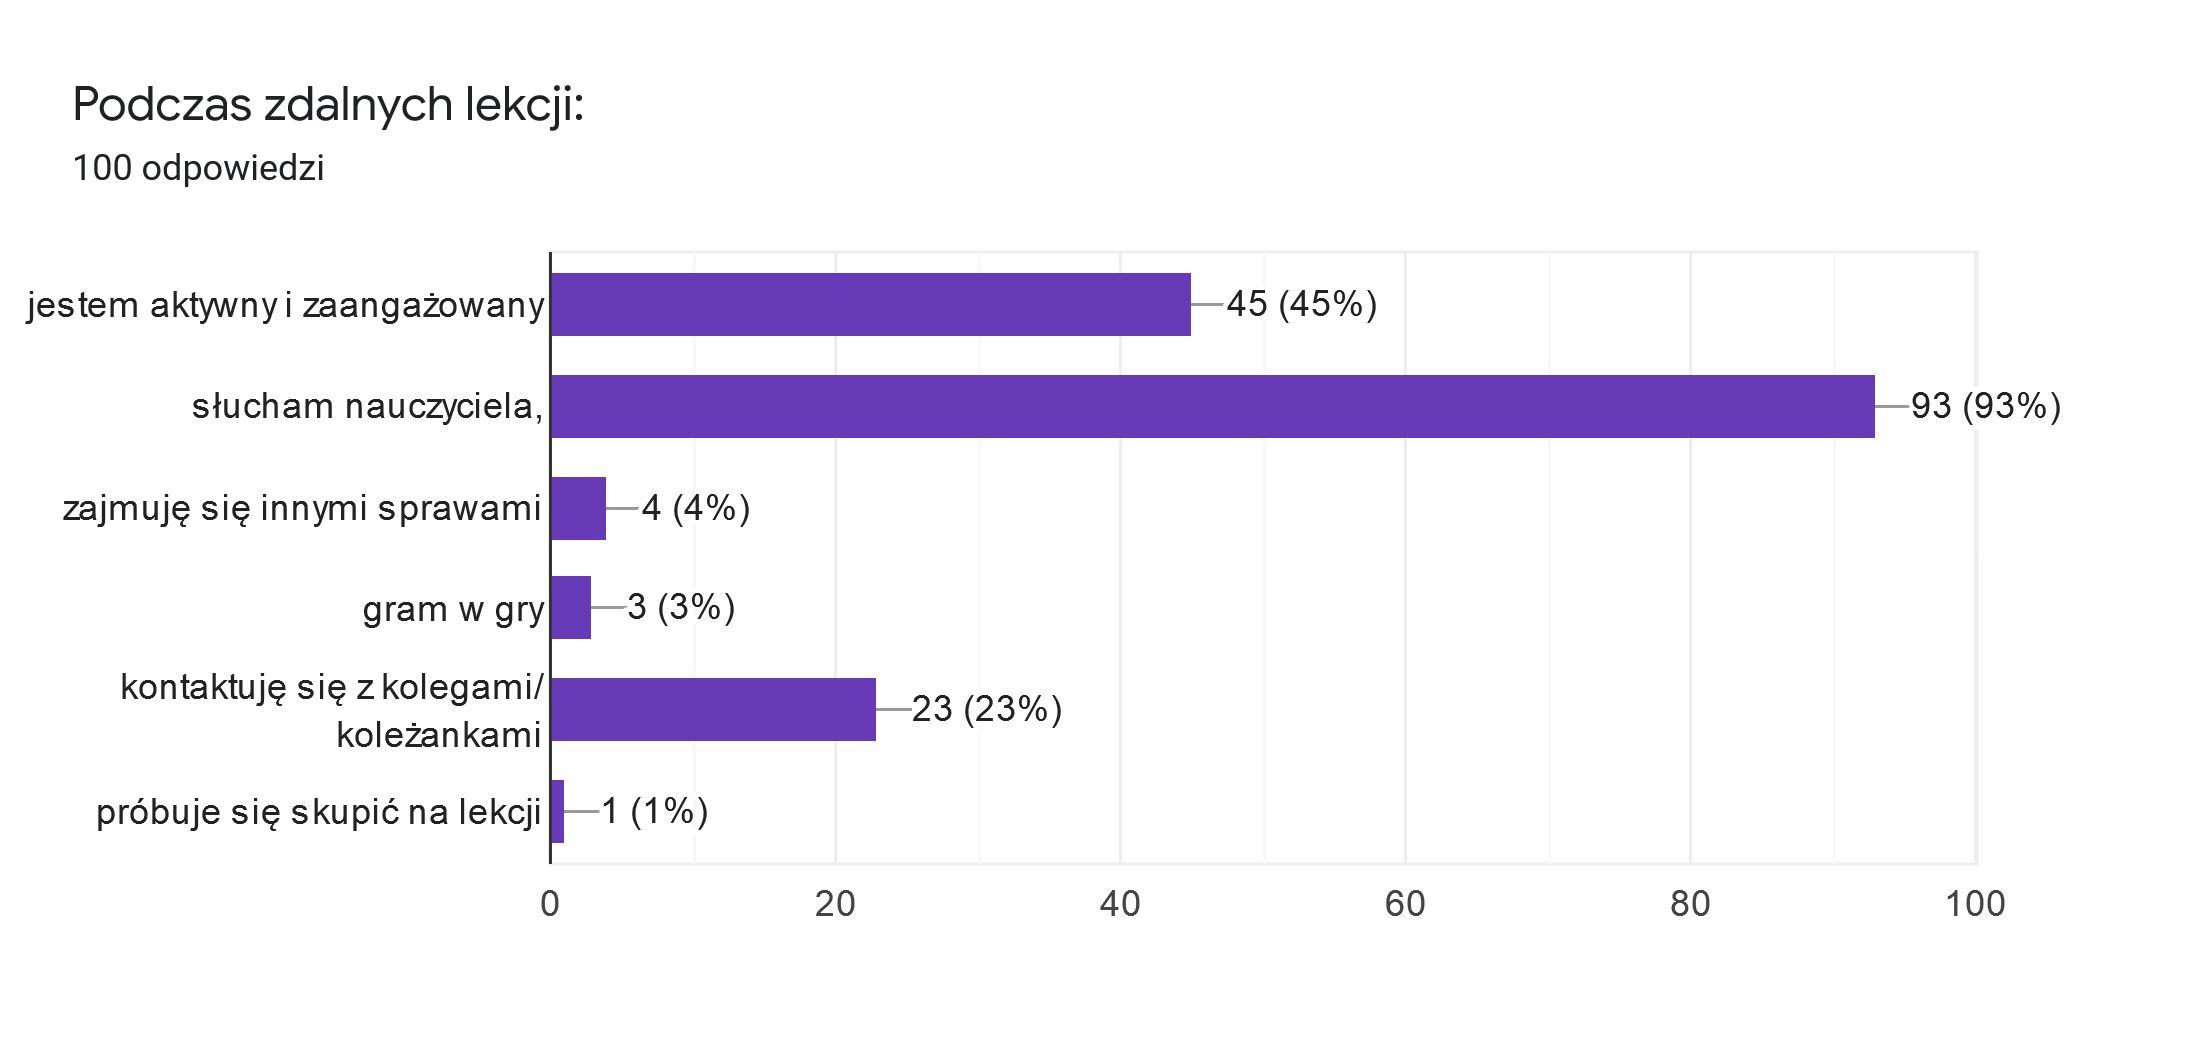 Podczas zdalnych lekcji:
100 odpowiedzi
jestem aktywny i zaangażowany
45 (45%)
słucham nauczyciela,
93 (93%)
zajmuję się innymi sprawami
4 (4%)
gram w gry
3 (3%)
kontaktuję się z kolegami/
koleżankami
23 (23%)
próbuje się skupić na lekcji
1 (1%)
0 20 40 60 80 100